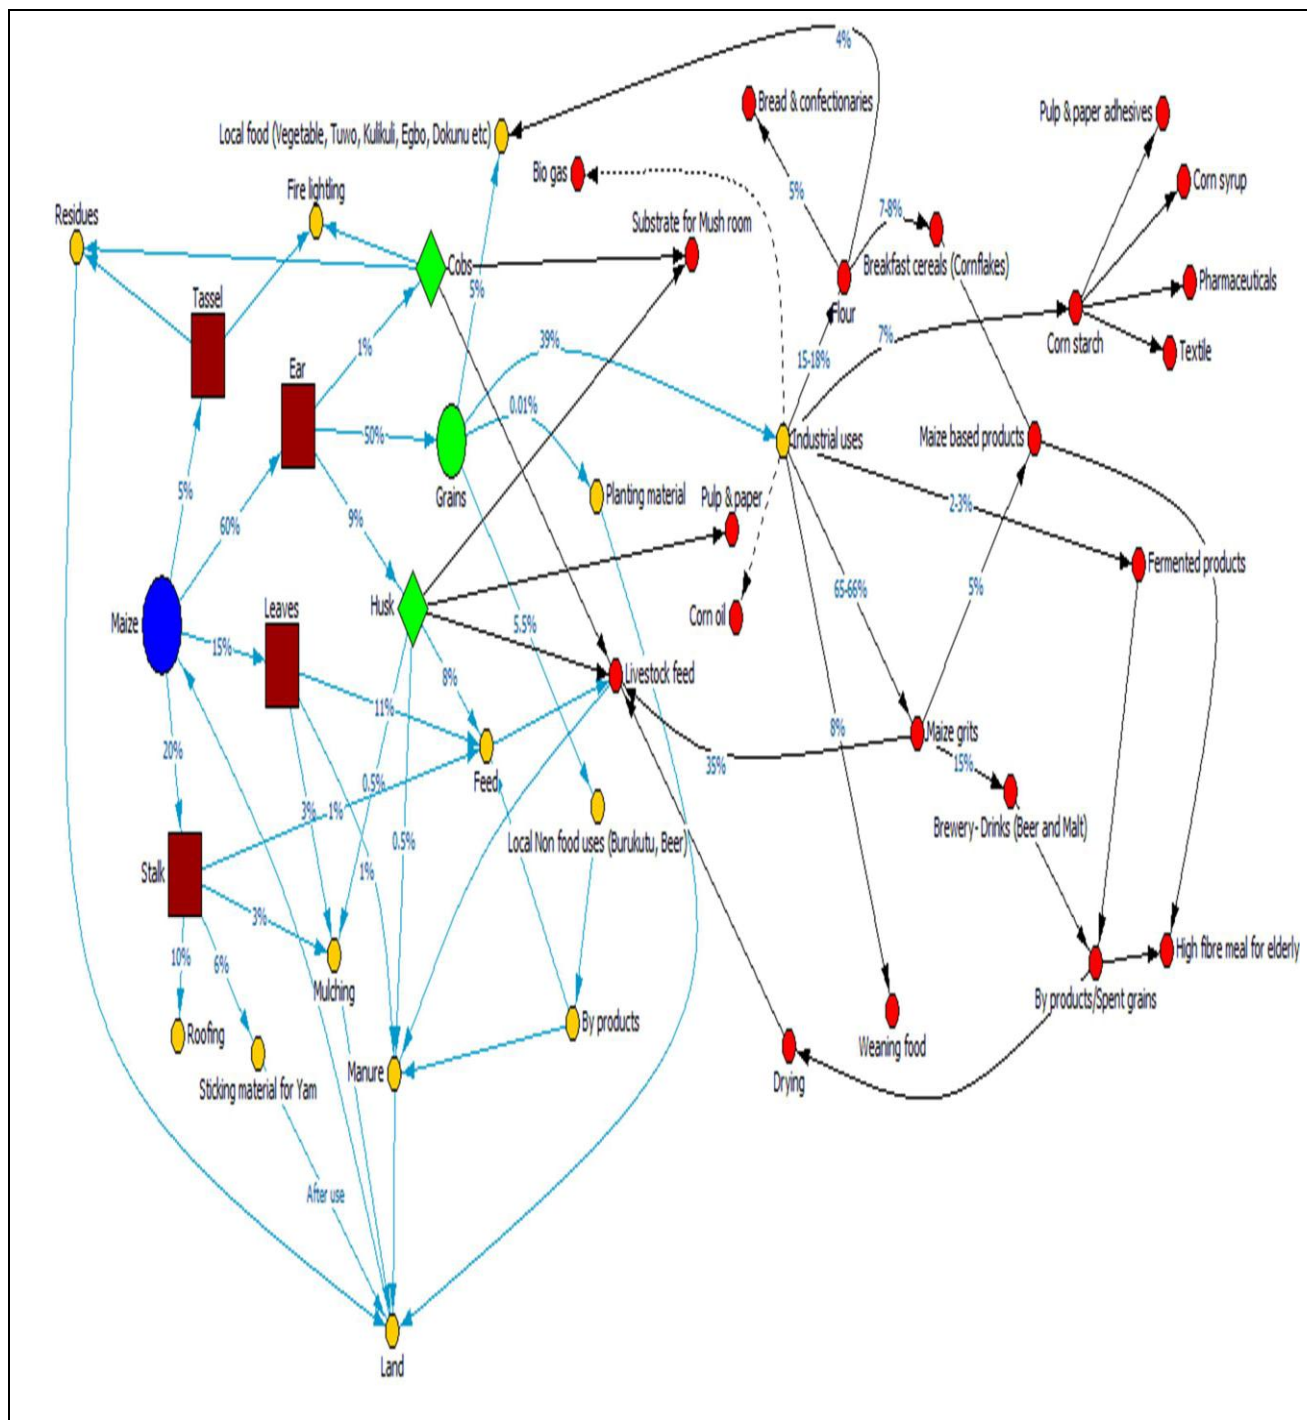 4%
Bread & confectionaries
Pulp & paper adhesives
Local food (Vegetable, Tuwo, Kulikuli, Egbo, Dokunu etc)
Bio gas
Corn syrup
Fire lightling
5%
7-8%
Residues
Substrate for Mush room
Cobs
Breakfast cereals (Cornflakes)
Pharmaceuticals
Tassel
5%
Flour
39%
7%
Corn starch
Textile
1%
15-18%
Ear
0.01%
50%
Industrial uses
Maize based products
Grains
Planting material
Pulp & paper
5%
2-3%
60%
9%
Fermented products
65-66%
5%
Leaves
Husk
Corn oil
Maize
5.5%
15%
8%
Livestock feed
11%
8%
Maize grits
20%
35%
15%
Feed
0.5%
3%
1%
Brewery- Drinks (Beer and Malt)
0.5%
Local Non food uses (Burukutu, Beer)
Stalk
1%
3%
10%
6%
High fibre meal for elderly
Mulching
By products/Spent grains
Roofing
By products
Weaning food
Manure
Drying
Sticking material for Yam
After use
Land